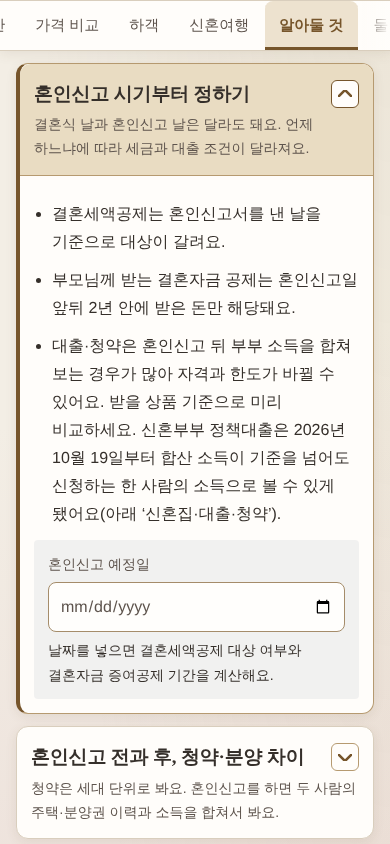 가격 비교 하객 신혼여행 알아둘 것
혼인신고 시기부터 정하기
결혼식 날과 혼인신고 날은 달라도 돼요. 언제
하느냐에 따라 세금과 대출 조건이 달라져요.
• 결혼세액공제는 혼인신고서를 낸 날을
기준으로 대상이 갈려요.
• 부모님께 받는 결혼자금 공제는 혼인신고일
앞뒤 2년 안에 받은 돈만 해당돼요.
• 대출·청약은 혼인신고 뒤 부부 소득을 합쳐
보는 경우가 많아 자격과 한도가 바뀔 수
있어요. 받을 상품 기준으로 미리
비교하세요. 신혼부부 정책대출은 2026년
10월 19일부터 합산 소득이 기준을 넘어도
신청하는 한 사람의 소득으로 볼 수 있게
됐어요(아래 ‘신혼집·대출·청약’).
혼인신고 예정일
mm/dd/yyyy
날짜를 넣으면 결혼세액공제 대상 여부와
결혼자금 증여공제 기간을 계산해요.
혼인신고 전과 후, 청약·분양 차이
청약은 세대 단위로 봐요. 혼인신고를 하면 두 사람의
주택·분양권 이력과 소득을 합쳐서 봐요.